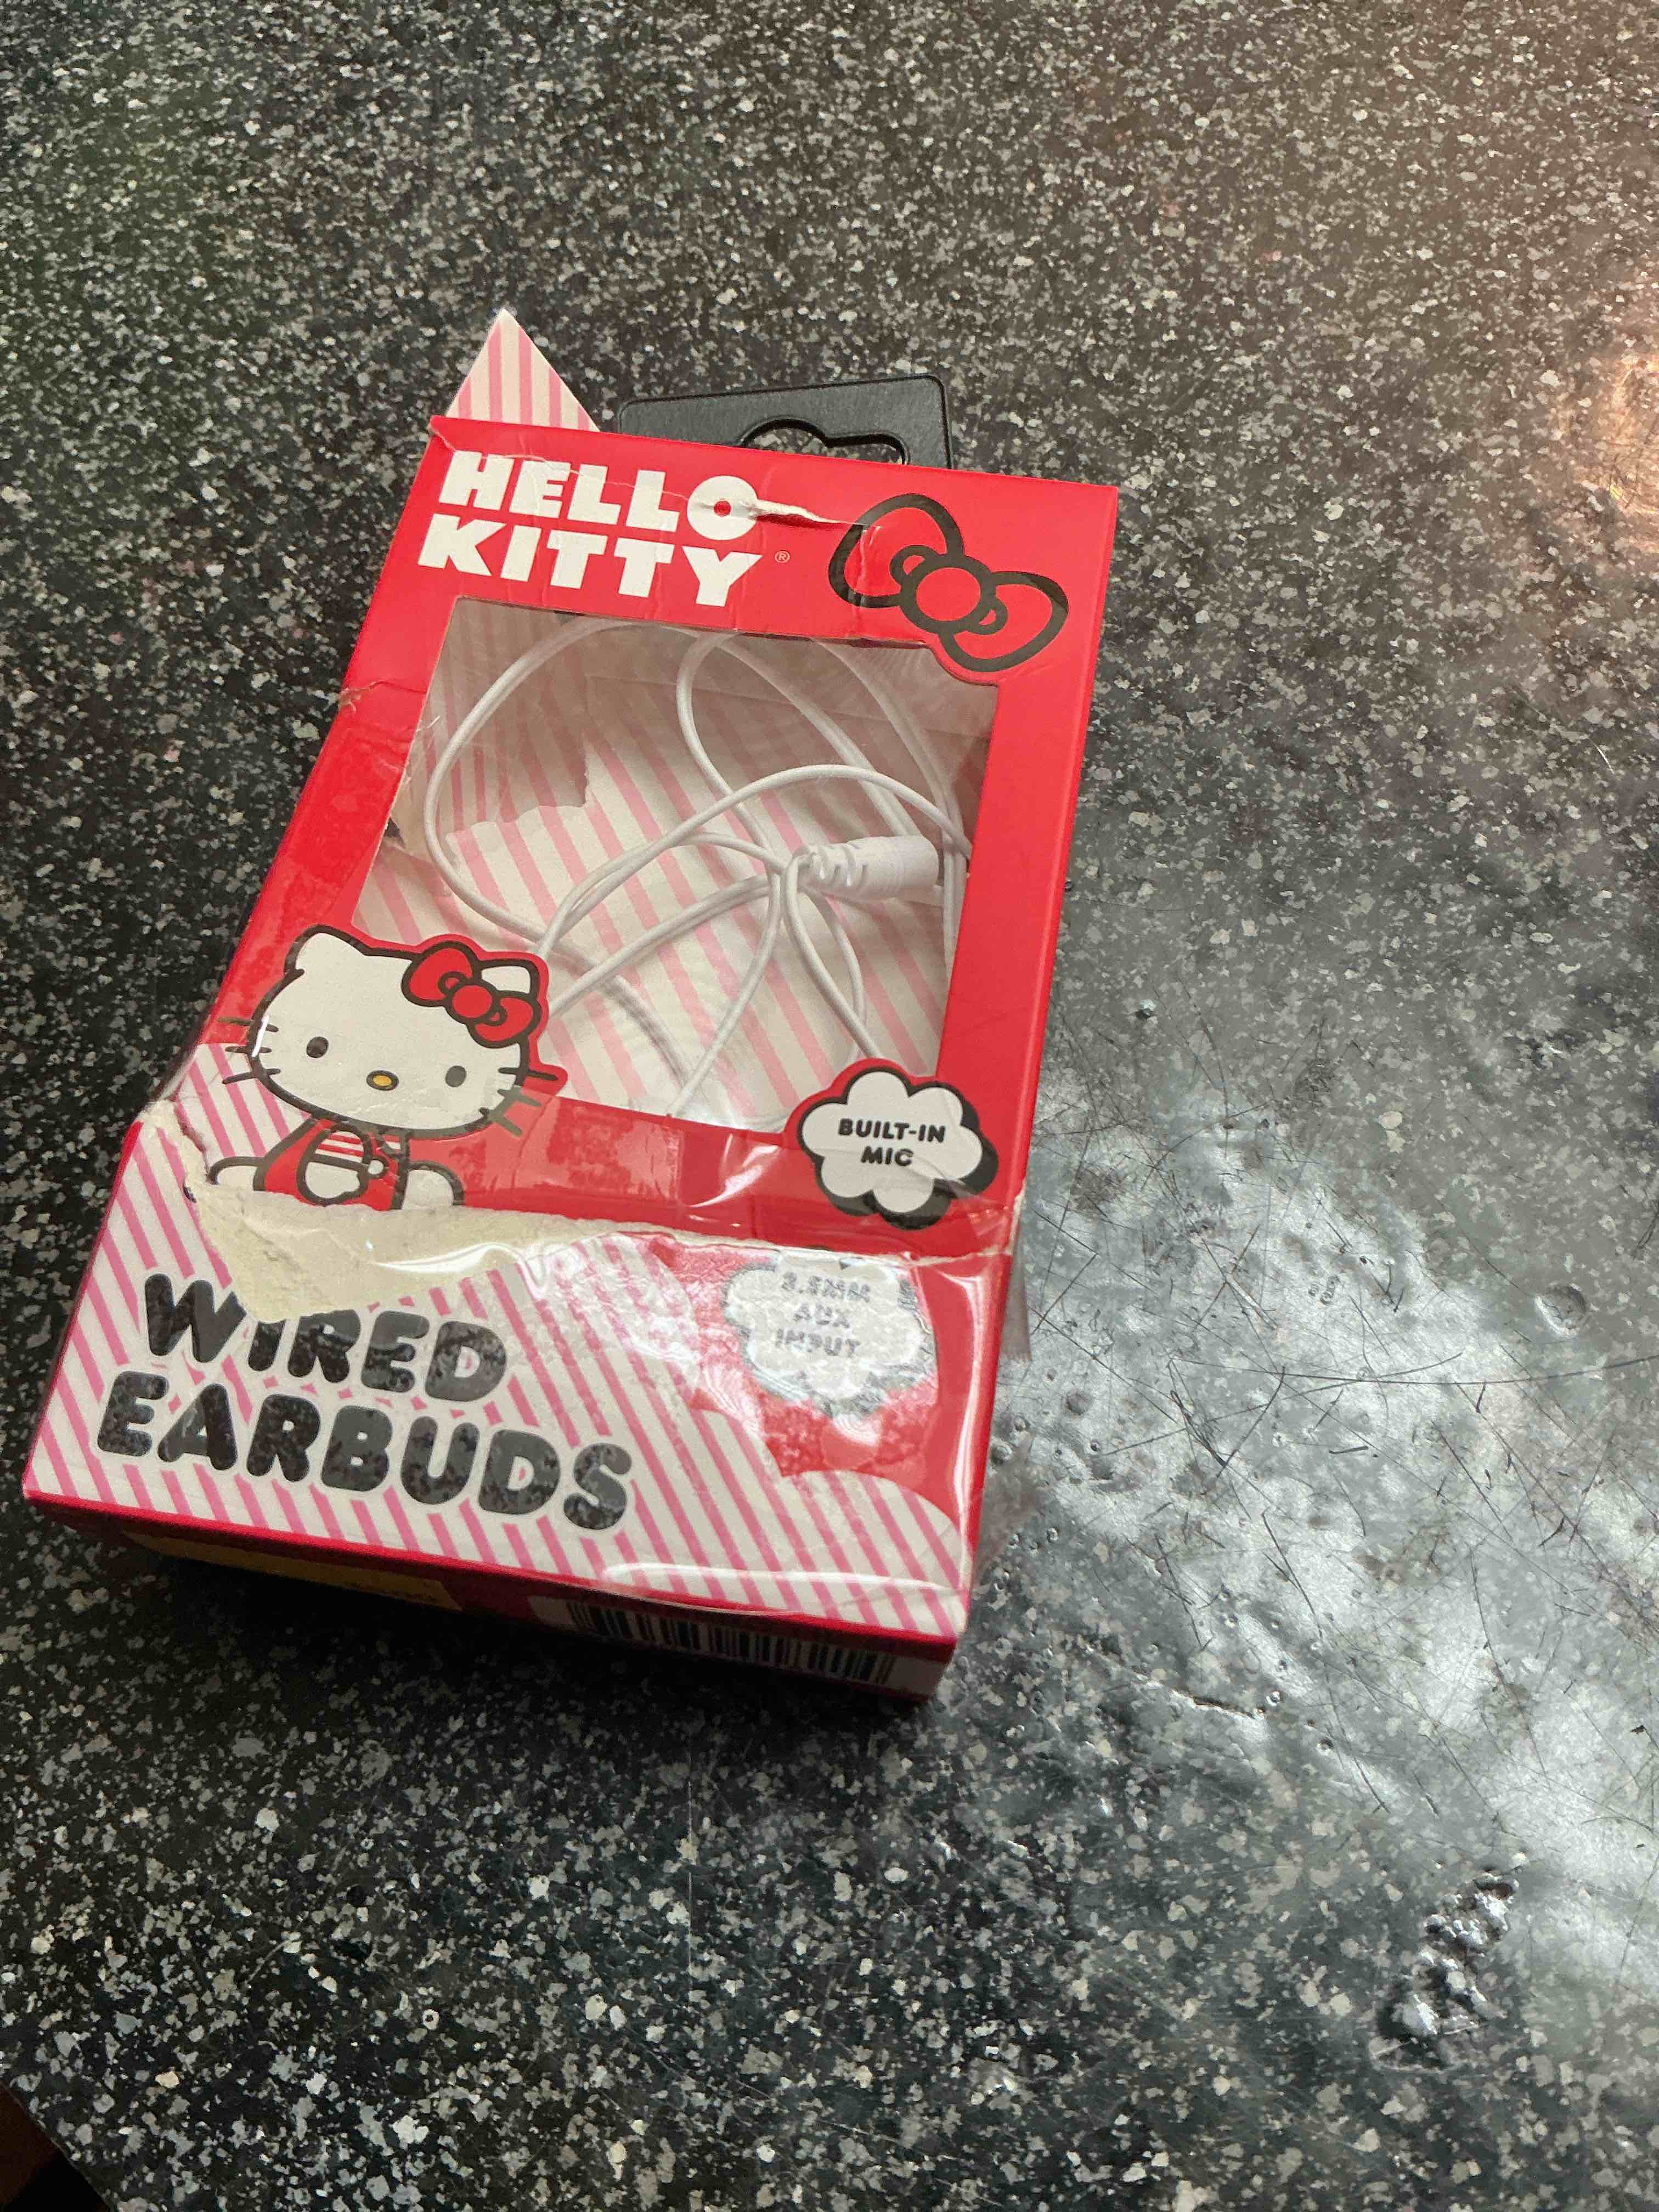 HELLO
KITTY ®
BUILT-IN
MIC
3.5MM
AUX
INPUT
WIRED
EARBUDS